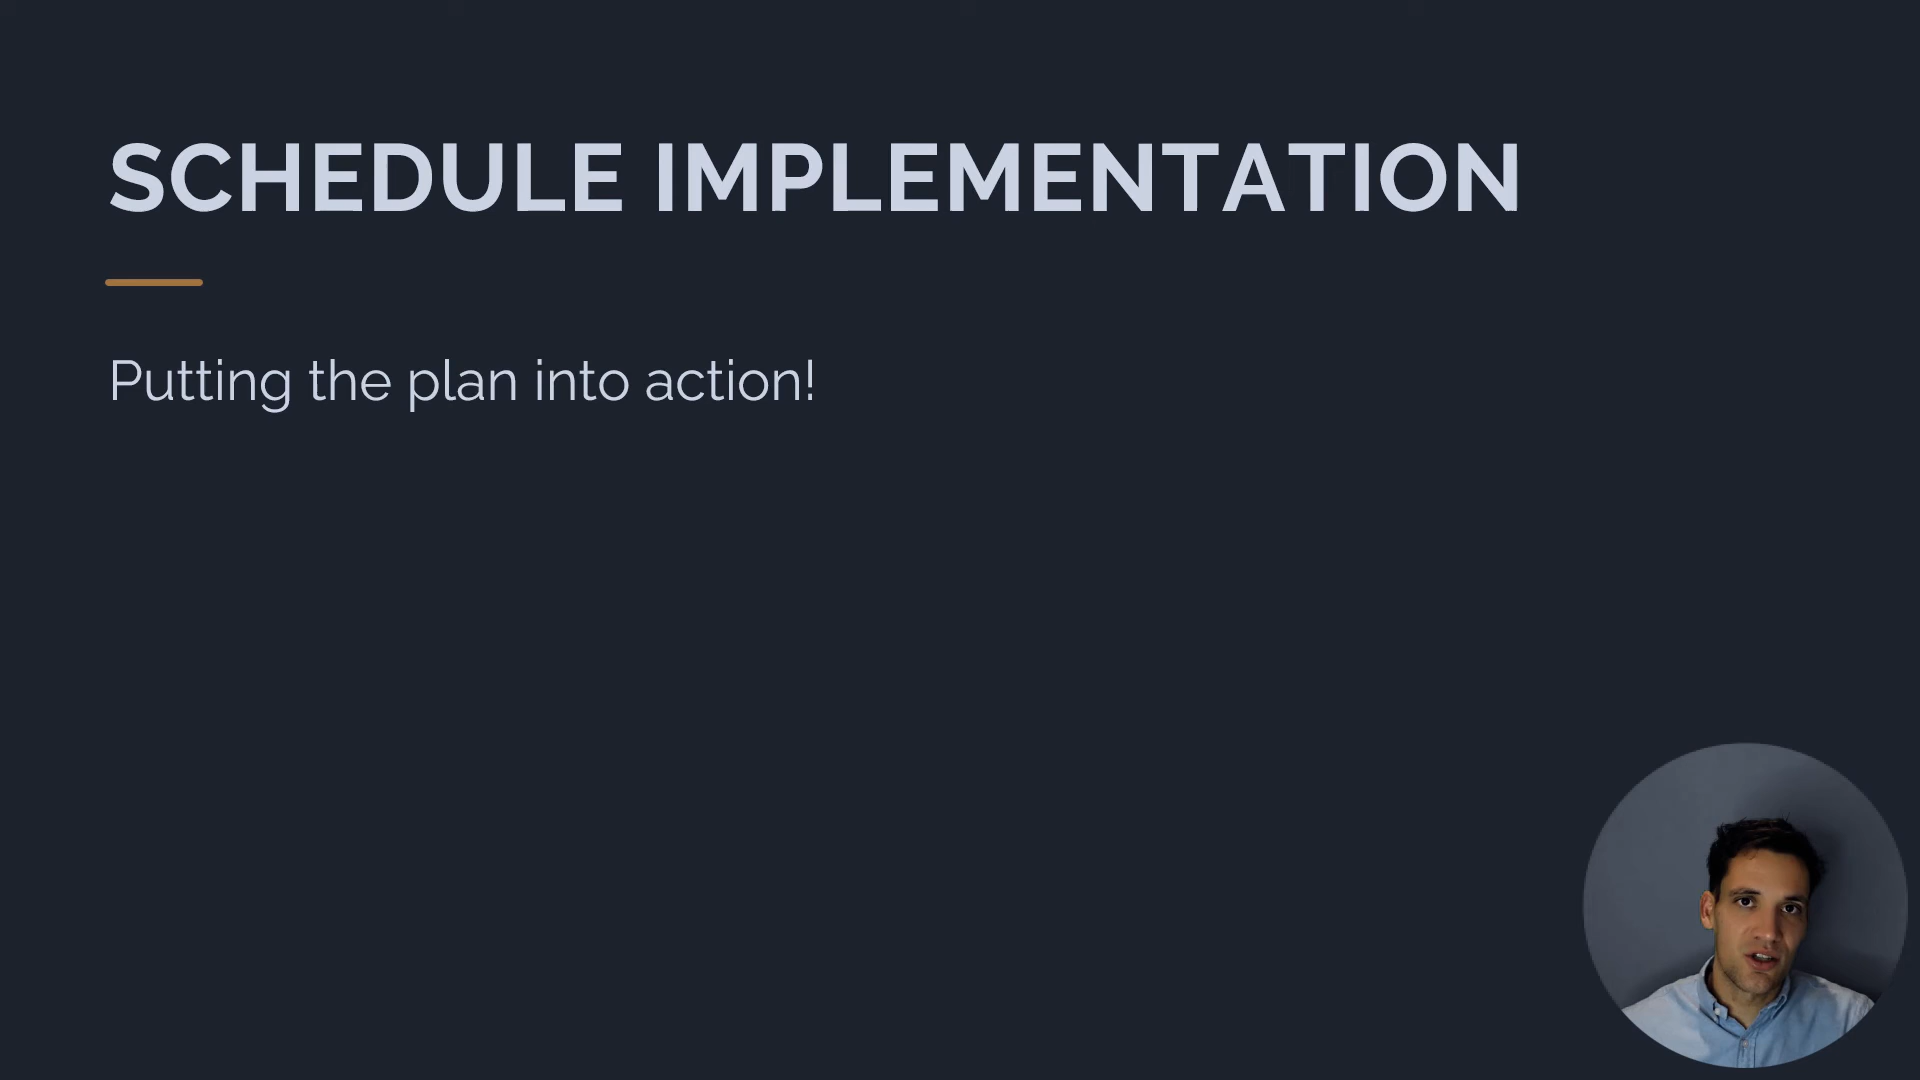 SCHEDULE IMPLEMENTATION
Putting the plan into action!